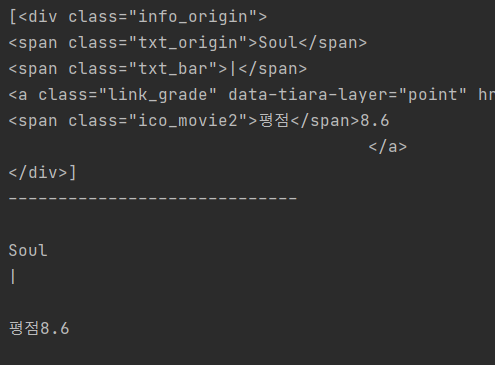 [<div class="info_origin">
<span class="txt_origin">Soul</span>
<span class="txt_bar">|</span>
<a class="link_grade" data-tiara-layer="point" hr
<span class="ico_movie2">평점</span>8.6
</a>
</div>]
-----------------------------
Soul
|
평점8.6